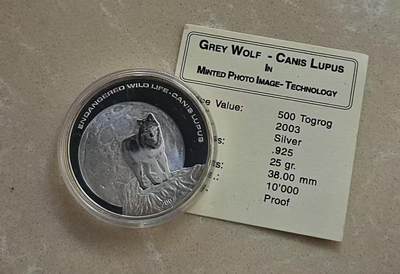 ENDANGERED WILD LIFE · CANIS LUPUS
GREY WOLF - CANIS LUPUS
IN
MINTED PHOTO IMAGE-TECHNOLOGY
Value: 500 Togrog
2003
Silver
.925
25 gr.
38.00 mm
10'000
Proof